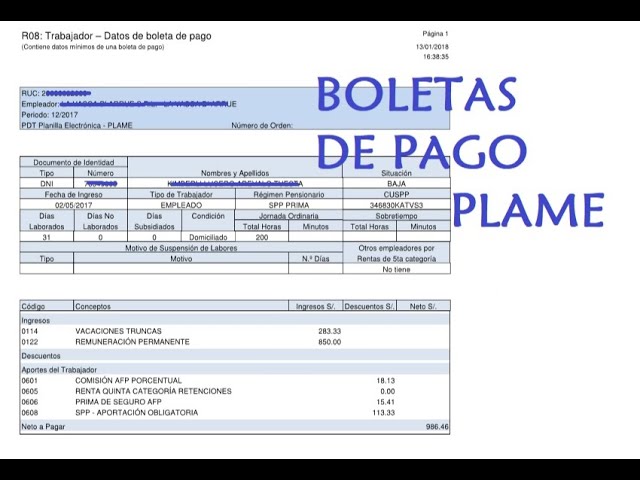 R08: Trabajador – Datos de boleta de pago
(Contiene datos mínimos de una boleta de pago)
Página 1
13/01/2018
16:38:35
BOLETAS
DE PAGO
PLAME
RUC:
Empleador:
Periodo: 12/2017
PDT Planilla Electrónica - PLAME Número de Orden:
Documento de Identidad Nombres y Apellidos Situación
Tipo Número
DNI BAJA
Fecha de Ingreso Tipo de Trabajador Régimen Pensionario CUSPP
02/05/2017 EMPLEADO SPP PRIMA 346830KATVS3
Días Laborados Días No Laborados Días Subsidiados Condición Jornada Ordinaria Sobretiempo
Total Horas Minutos Total Horas Minutos
31 0 0 Domiciliado 200
Motivo de Suspensión de Labores Otros empleadores por Rentas de 5ta categoría
Tipo Motivo N.º Días
No tiene
Código Conceptos Ingresos S/. Descuentos S/. Neto S/.
Ingresos
0114 VACACIONES TRUNCAS 283.33
0122 REMUNERACIÓN PERMANENTE 850.00
Descuentos
Aportes del Trabajador
0601 COMISIÓN AFP PORCENTUAL 18.13
0605 RENTA QUINTA CATEGORÍA RETENCIONES 0.00
0606 PRIMA DE SEGURO AFP 15.41
0608 SPP - APORTACIÓN OBLIGATORIA 113.33
Neto a Pagar 986.46